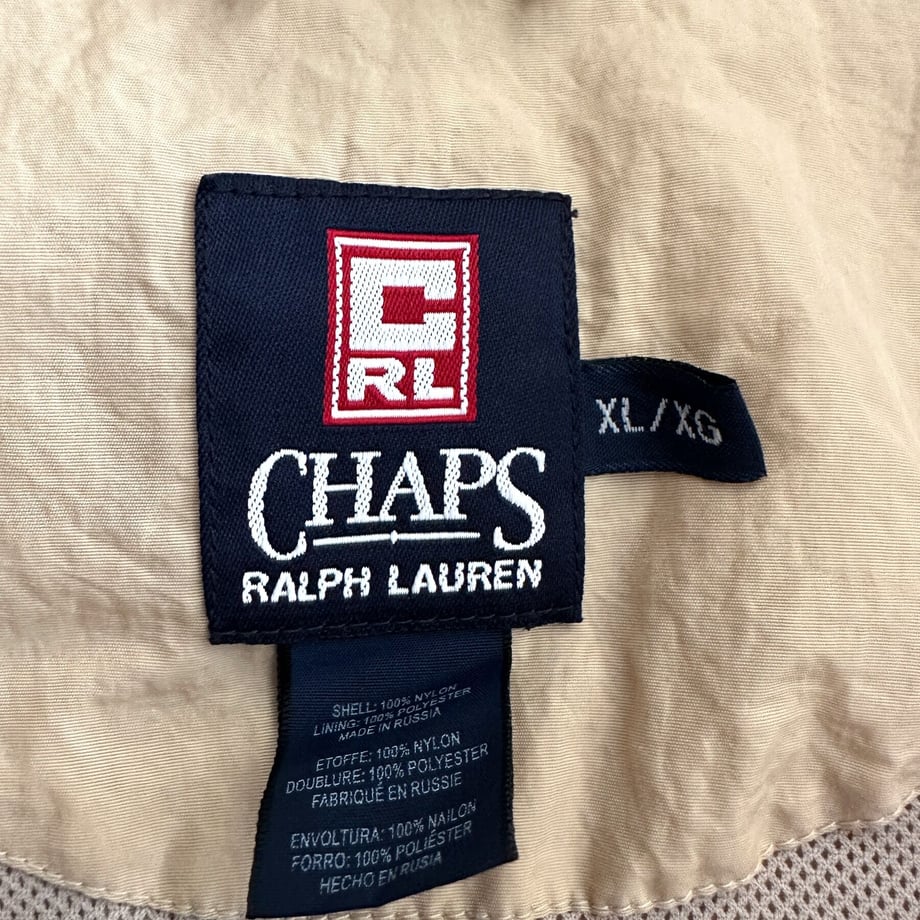 C
RL
CHAPS
RALPH LAUREN
XL/XG
SHELL: 100% NYLON
LINING: 100% POLYESTER
MADE IN RUSSIA
ETOFFE: 100% NYLON
DOUBLURE: 100% POLYESTER
FABRIQUÉ EN RUSSIE
ENVOLTURA: 100% NAILON
FORRO: 100% POLIÉSTER
HECHO EN RUSIA